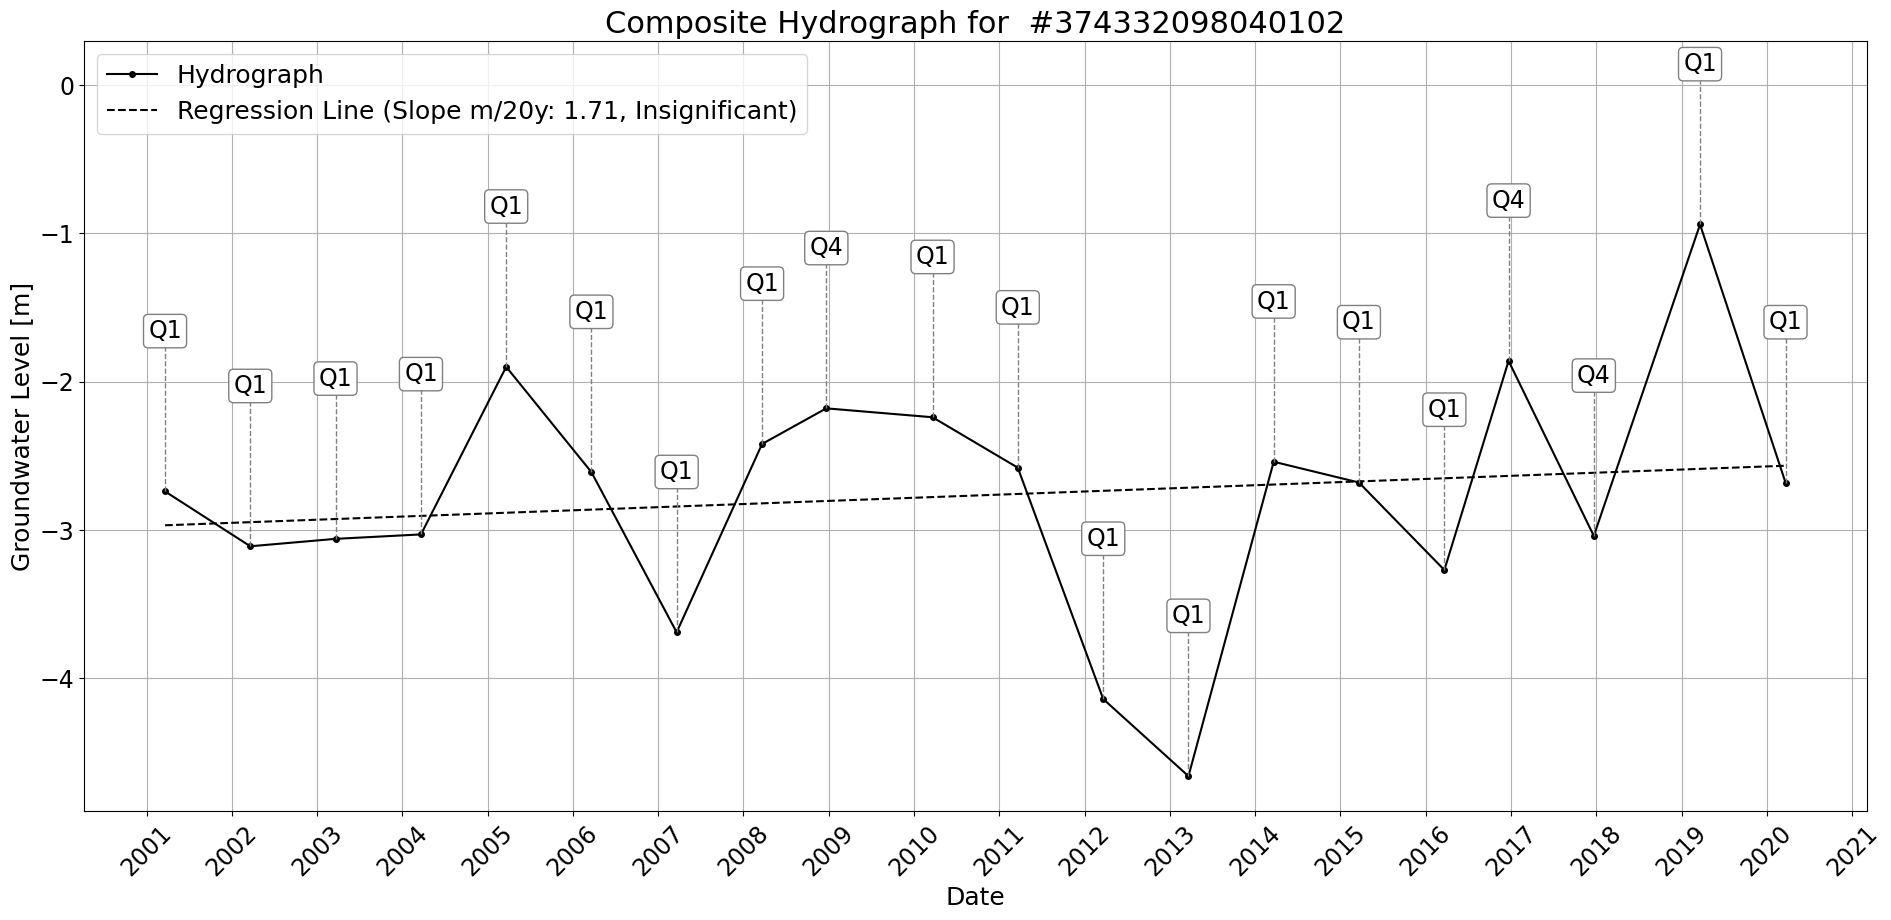 Composite Hydrograph for  #374332098040102
Hydrograph
Regression Line (Slope m/20y: 1.71, Insignificant)
Groundwater Level [m]
0
−1
−2
−3
−4
Q1
Q1
Q1
Q1
Q1
Q1
Q1
Q1
Q4
Q1
Q1
Q1
Q1
Q1
Q1
Q1
Q4
Q4
Q1
Q1
2001
2002
2003
2004
2005
2006
2007
2008
2009
2010
2011
2012
2013
2014
2015
2016
2017
2018
2019
2020
2021
Date